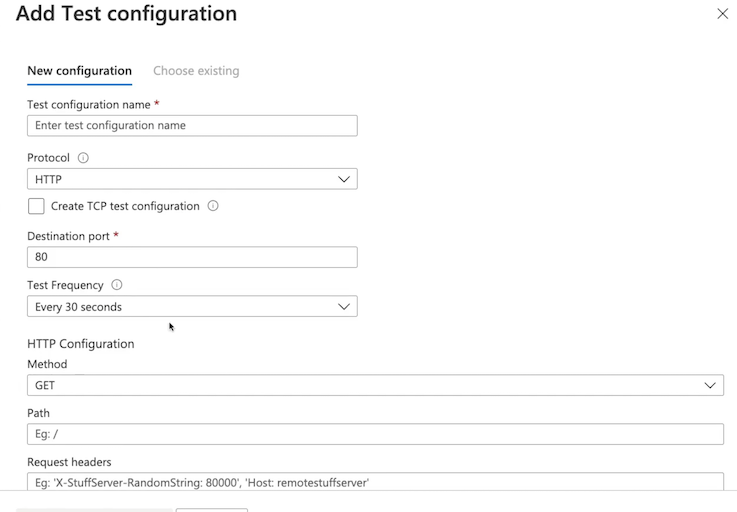 Add Test configuration
New configuration
Choose existing
Test configuration name *
Enter test configuration name
Protocol
HTTP
Create TCP test configuration
Destination port *
80
Test Frequency
Every 30 seconds
HTTP Configuration
Method
GET
Path
Eg: /
Request headers
Eg: 'X-StuffServer-RandomString: 80000', 'Host: remotestuffserver'